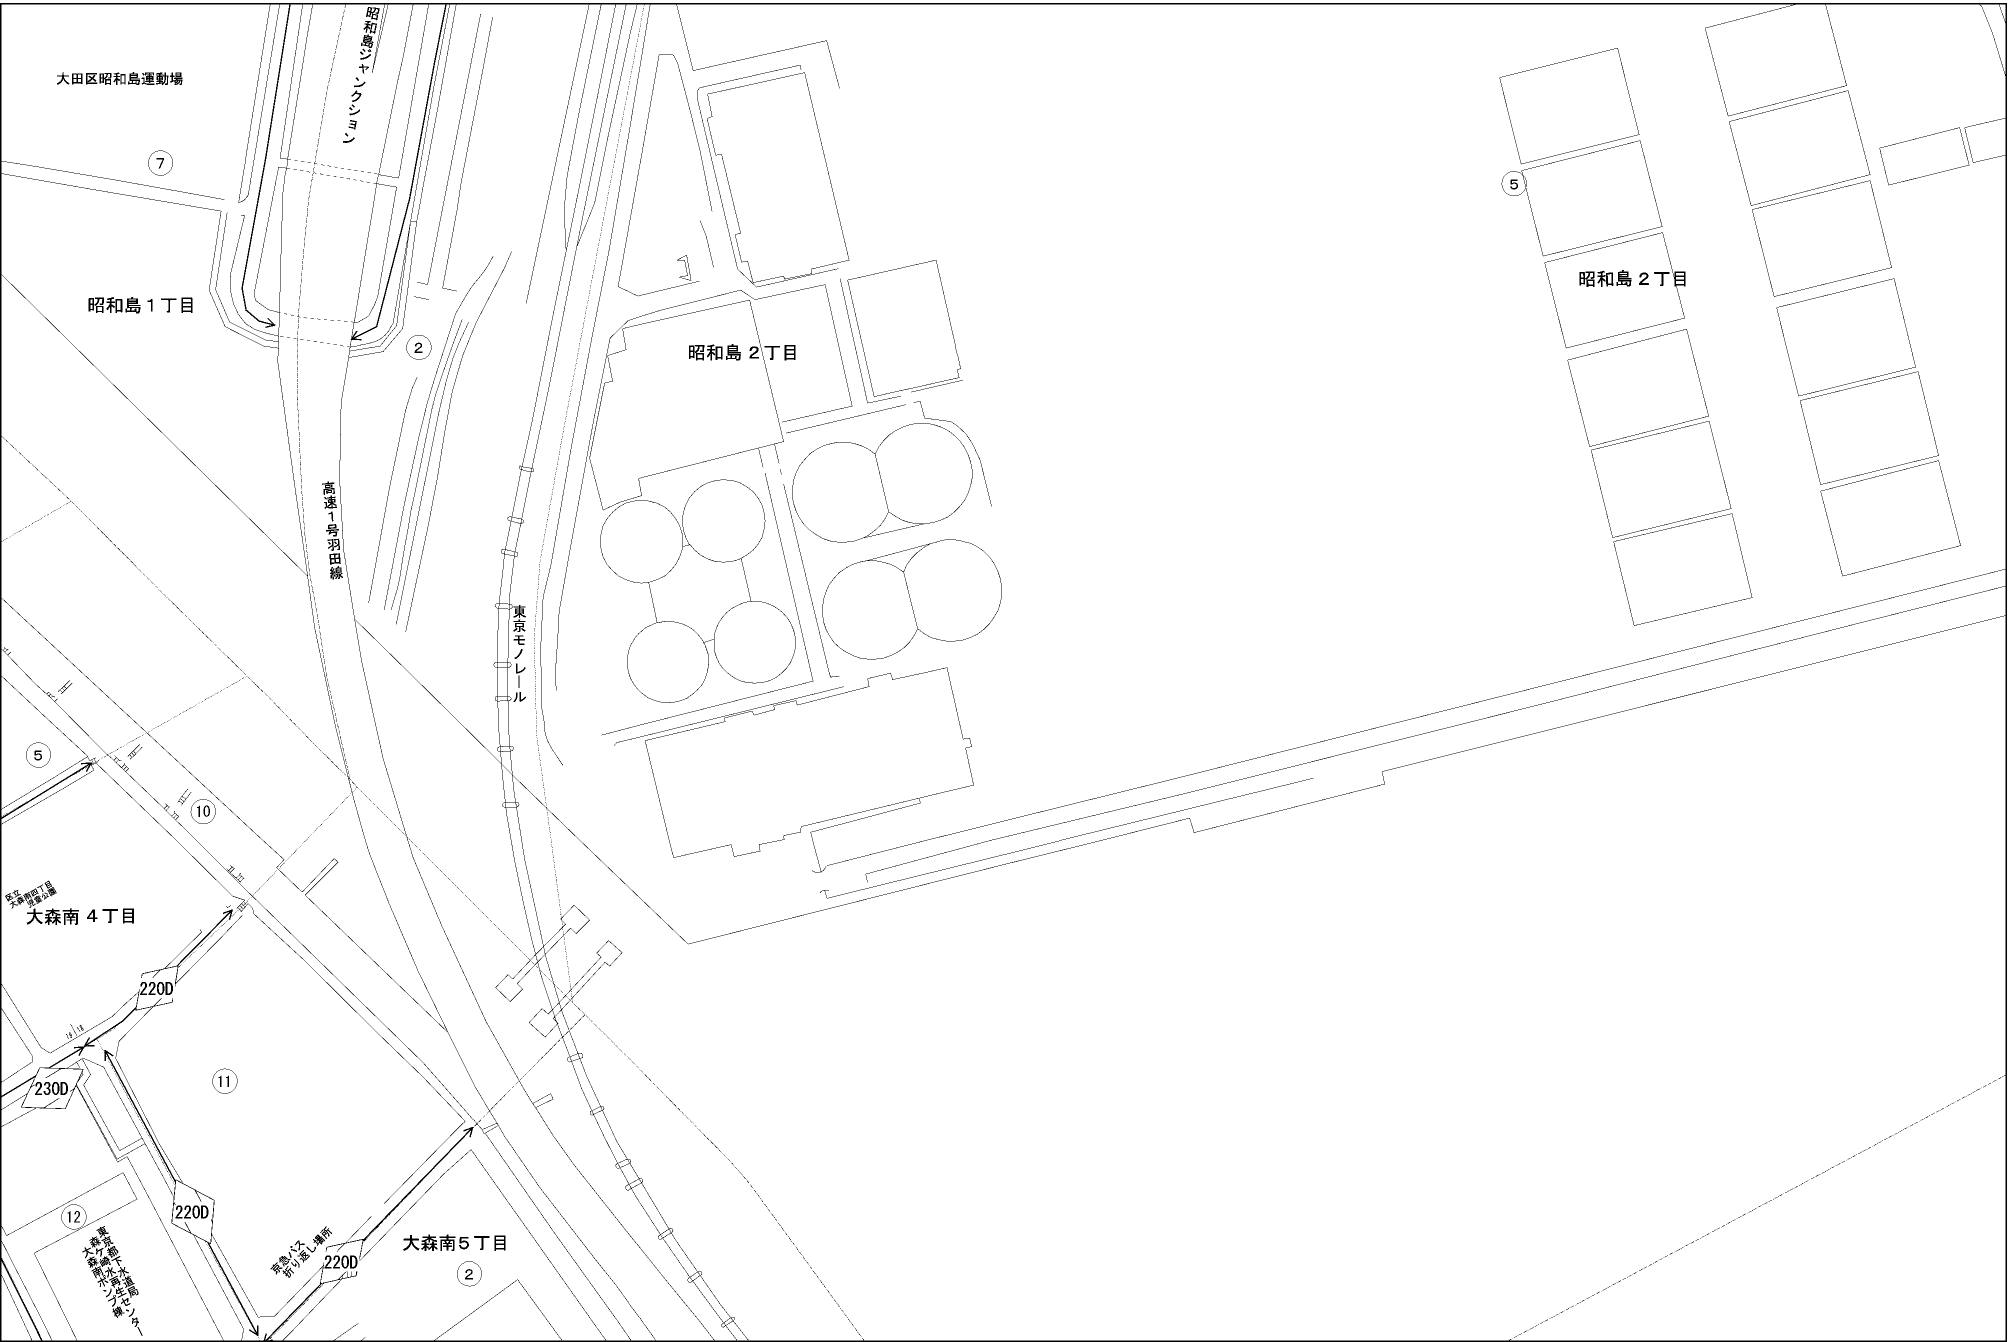 昭和島ジャンクション
大田区昭和島運動場
7
5
昭和島２丁目
昭和島１丁目
2
昭和島２丁目
高速１号羽田線
東京モノレール
5
10
区立
大森南四丁目
児童公園
大森南４丁目
220D
230D
11
220D
12
東京都下水道局
森ケ崎水再生センター
大森南ポンプ棟
京急バス
折り返し場所
220D
大森南５丁目
2